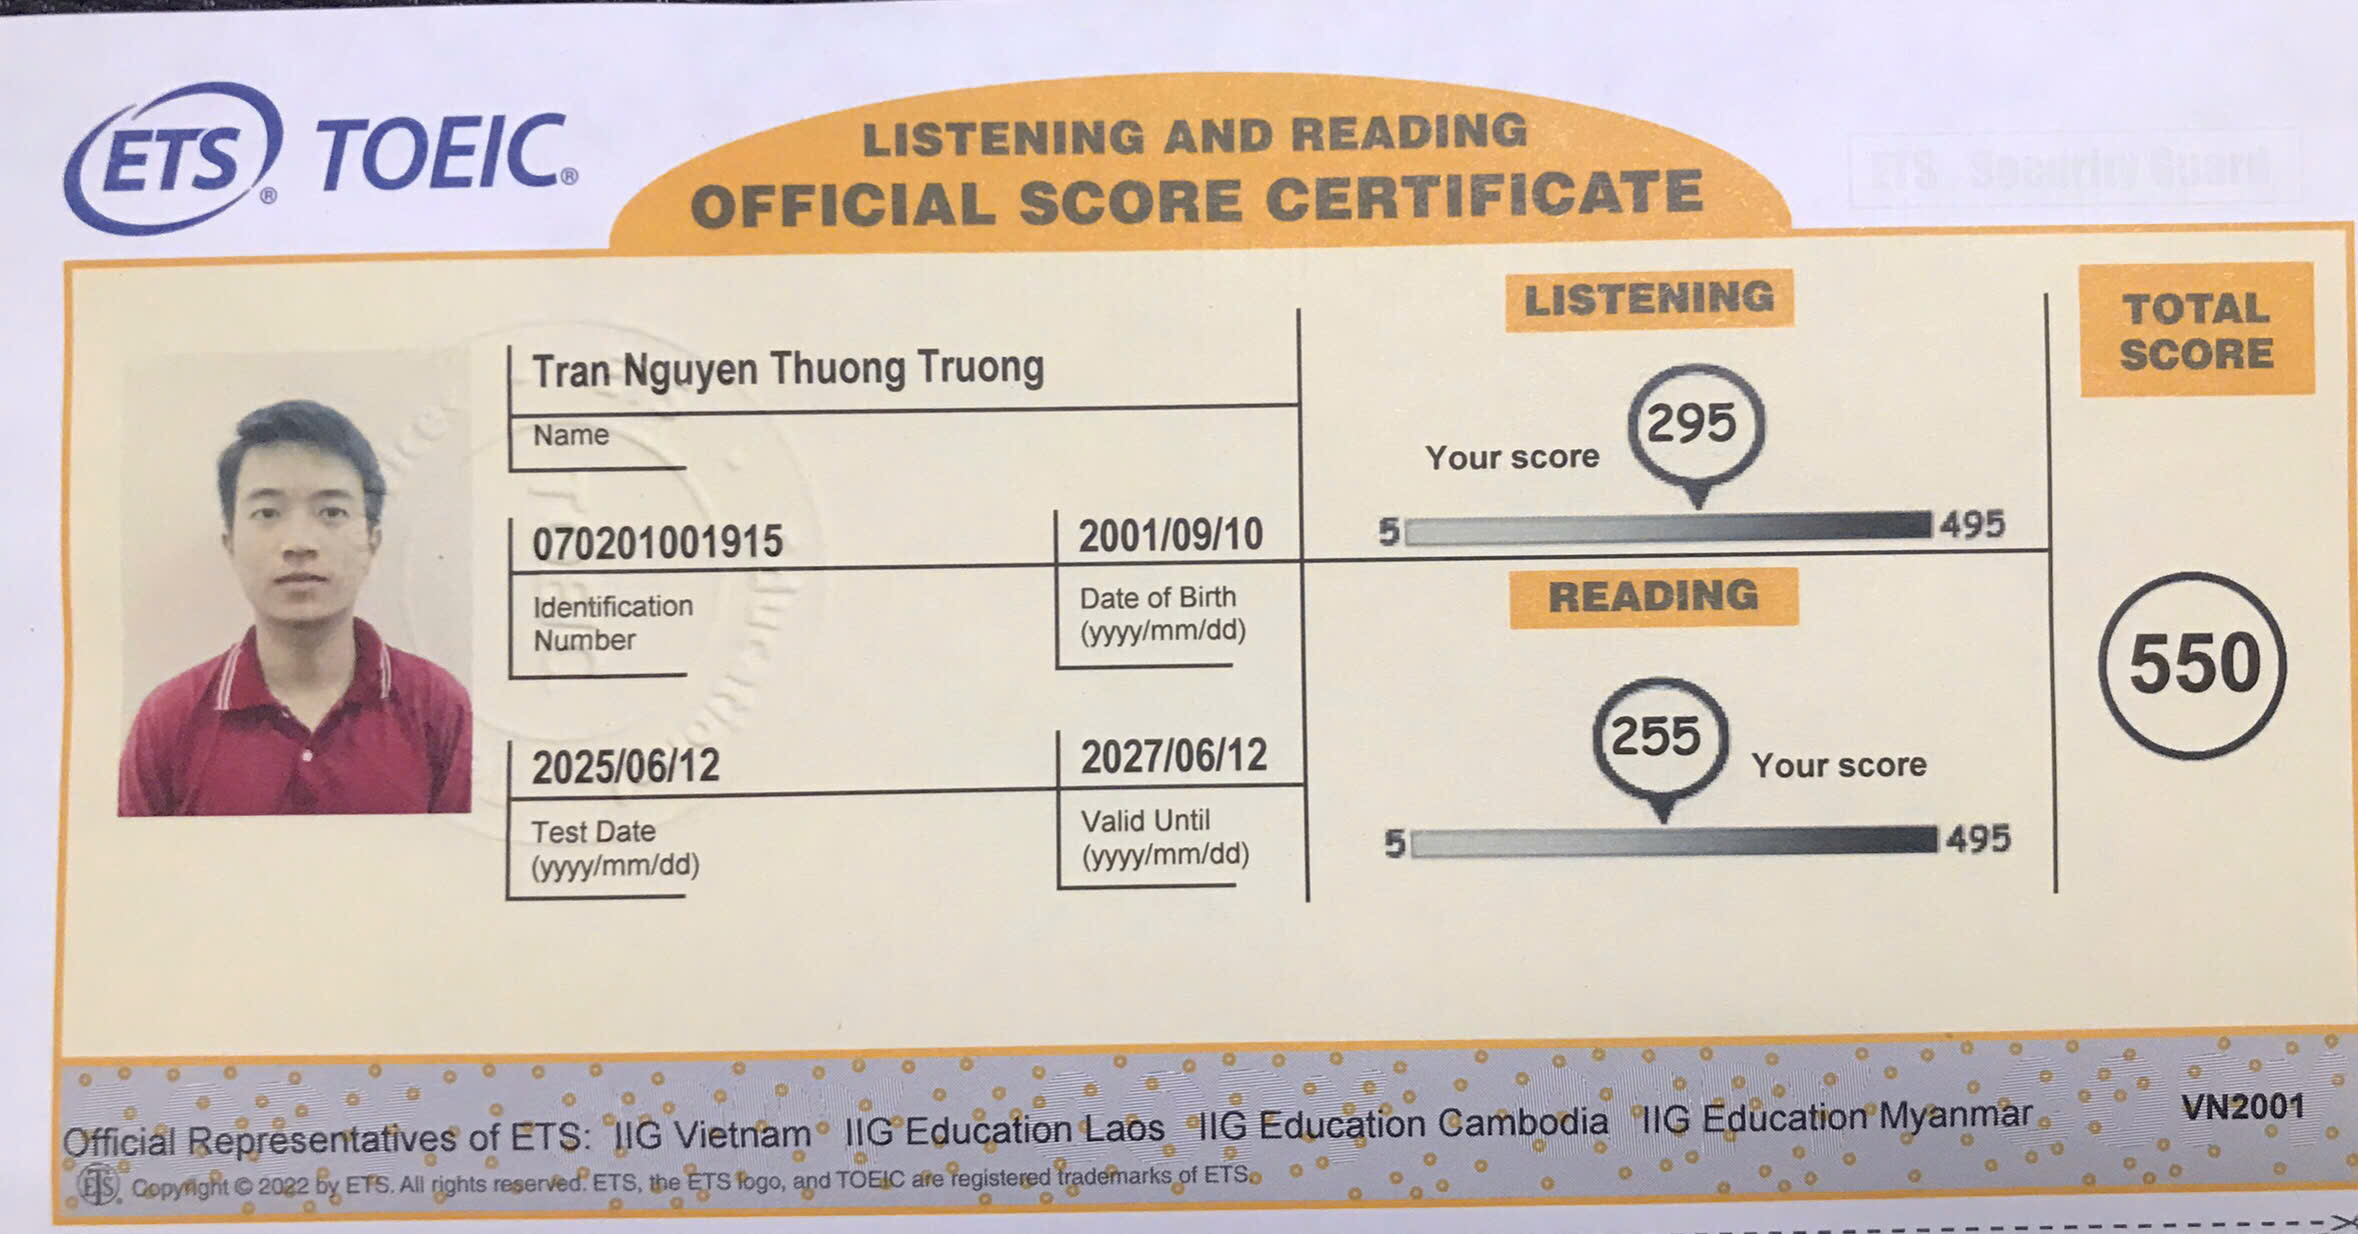 ETS® TOEIC®
LISTENING AND READING
OFFICIAL SCORE CERTIFICATE
ETS Security Guard
Tran Nguyen Thuong Truong
Name
070201001915
Identification
Number
2001/09/10
Date of Birth
(yyyy/mm/dd)
2025/06/12
Test Date
(yyyy/mm/dd)
2027/06/12
Valid Until
(yyyy/mm/dd)
LISTENING
Your score 295
5 495
READING
255 Your score
5 495
TOTAL
SCORE
550
Official Representatives of ETS: IIG Vietnam IIG Education Laos IIG Education Cambodia IIG Education Myanmar
VN2001
ETS® Copyright © 2022 by ETS. All rights reserved. ETS, the ETS logo, and TOEIC are registered trademarks of ETS.